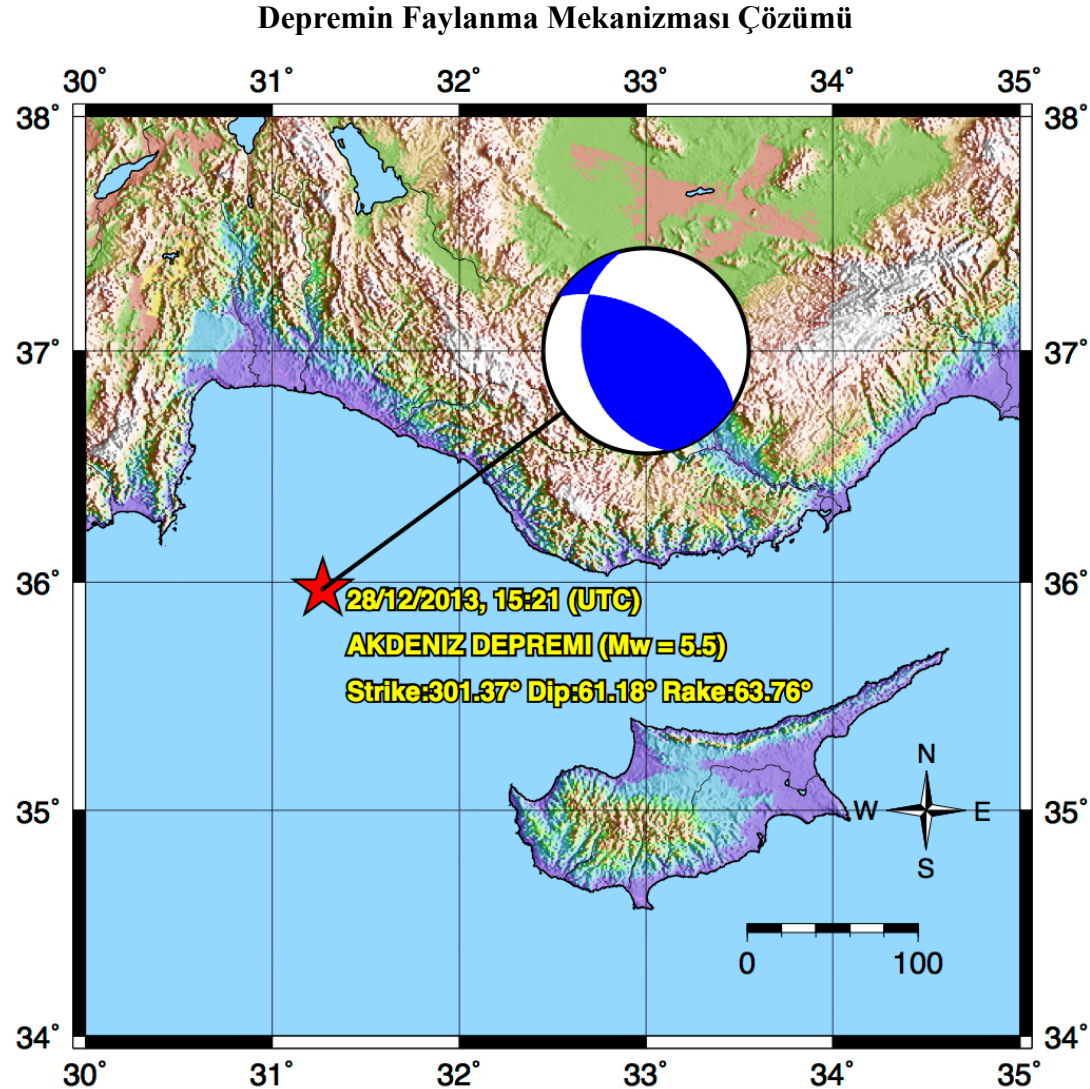 Depremin Faylanma Mekanizması Çözümü
30˚ 31˚ 32˚ 33˚ 34˚ 35˚
38˚ 38˚
37˚ 37˚
36˚ 36˚
28/12/2013, 15:21 (UTC)
AKDENIZ DEPREMI (Mw = 5.5)
Strike:301.37° Dip:61.18° Rake:63.76°
N
35˚ W E 35˚
S
0 100
34˚ 34˚
30˚ 31˚ 32˚ 33˚ 34˚ 35˚